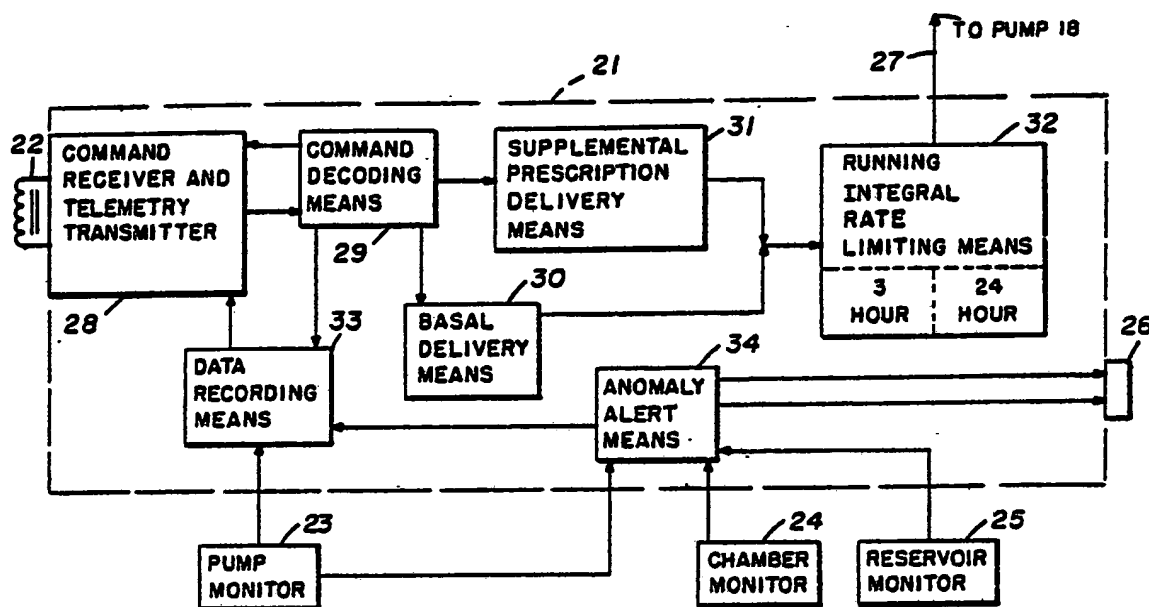 TO PUMP 18
27
21
22
COMMAND
RECEIVER AND
TELEMETRY
TRANSMITTER
28
COMMAND
DECODING
MEANS
29
31
SUPPLEMENTAL
PRESCRIPTION
DELIVERY
MEANS
32
RUNNING
INTEGRAL
RATE
LIMITING MEANS
3
HOUR
24
HOUR
30
BASAL
DELIVERY
MEANS
33
DATA
RECORDING
MEANS
34
ANOMALY
ALERT
MEANS
26
23
PUMP
MONITOR
24
CHAMBER
MONITOR
25
RESERVOIR
MONITOR